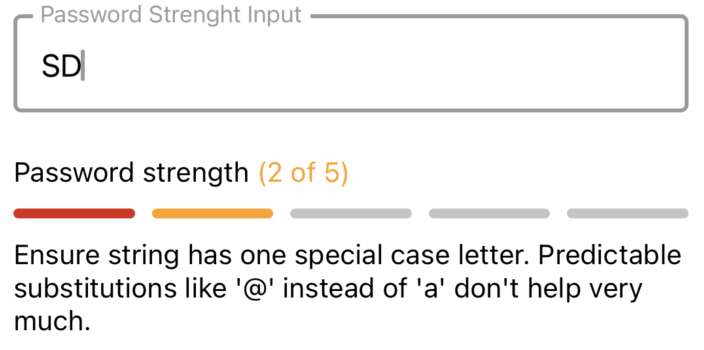 Password Strenght Input
SD
Password strength (2 of 5)
Ensure string has one special case letter. Predictable
substitutions like '@' instead of 'a' don't help very
much.